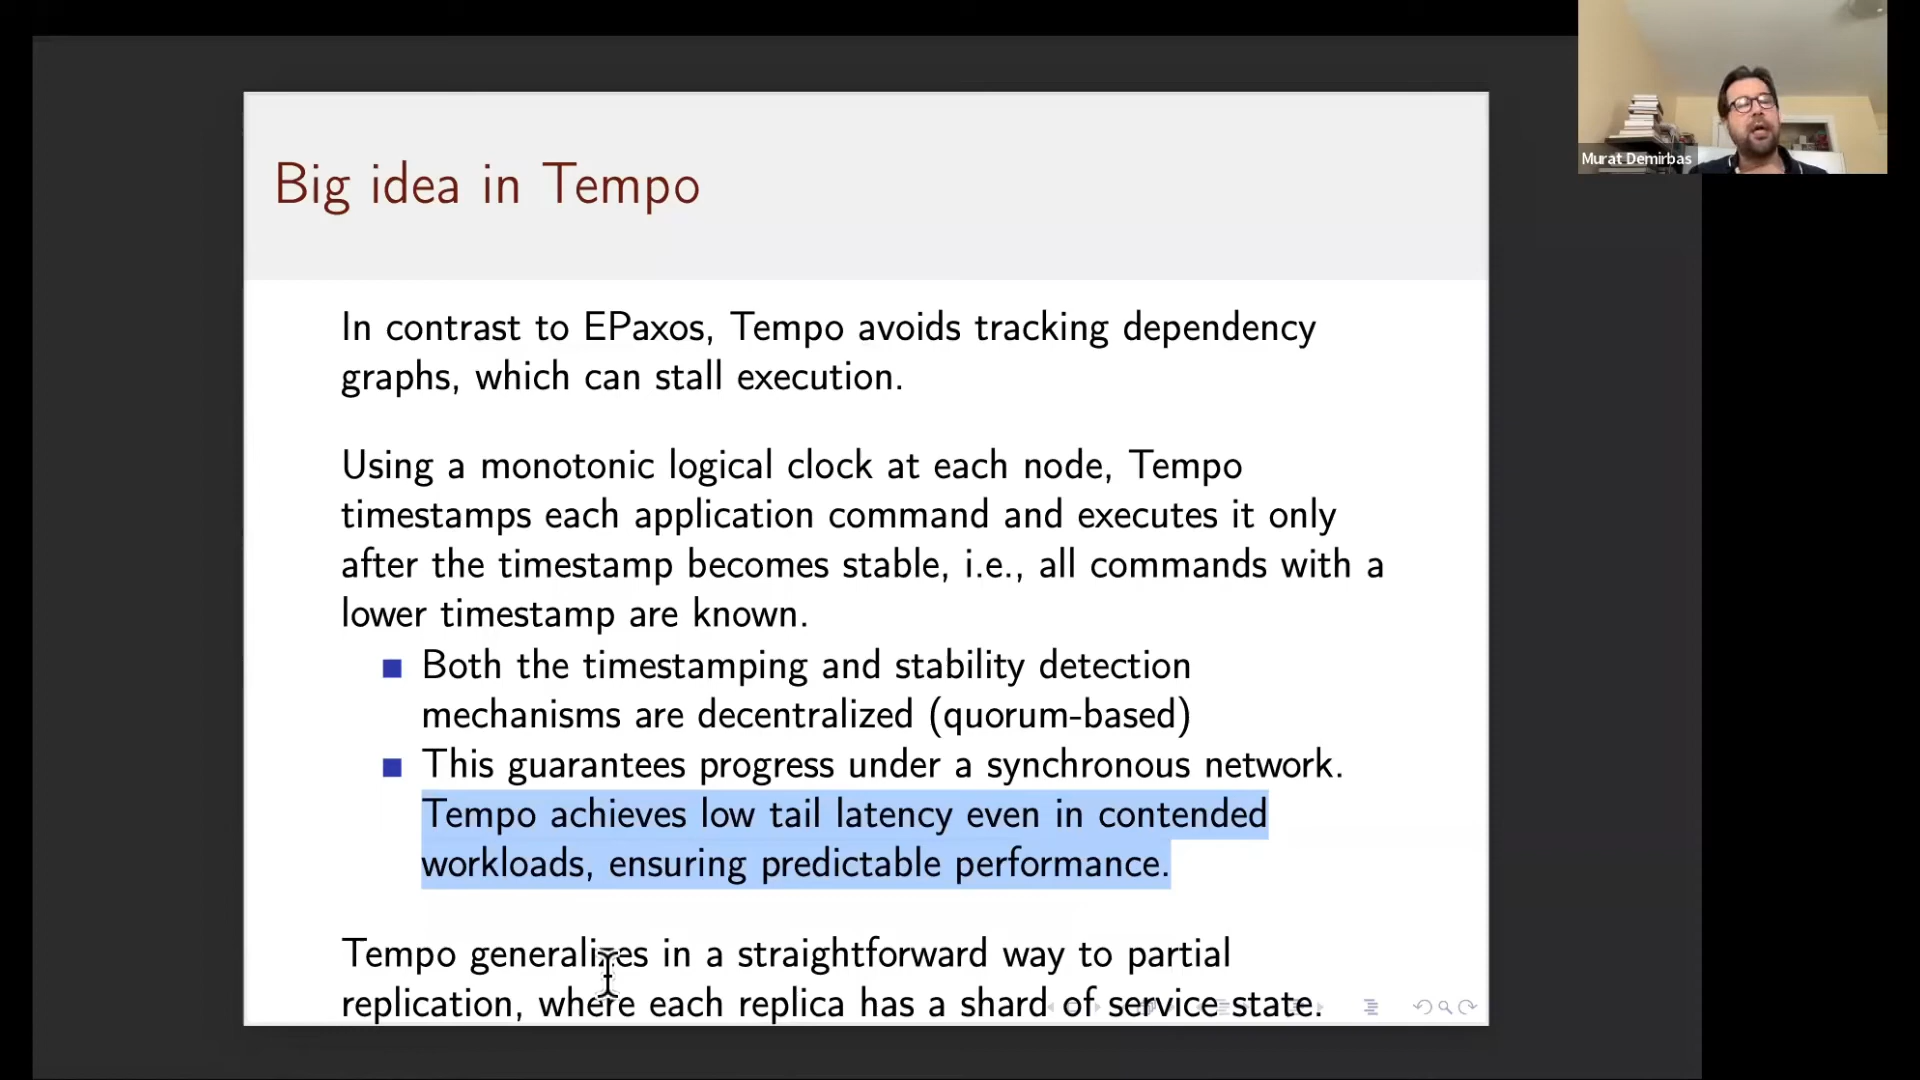 Murat Demirbas
Big idea in Tempo
In contrast to EPaxos, Tempo avoids tracking dependency
graphs, which can stall execution.
Using a monotonic logical clock at each node, Tempo
timestamps each application command and executes it only
after the timestamp becomes stable, i.e., all commands with a
lower timestamp are known.
Both the timestamping and stability detection
mechanisms are decentralized (quorum-based)
This guarantees progress under a synchronous network.
Tempo achieves low tail latency even in contended
workloads, ensuring predictable performance.
Tempo generalizes in a straightforward way to partial
replication, where each replica has a shard of service state.